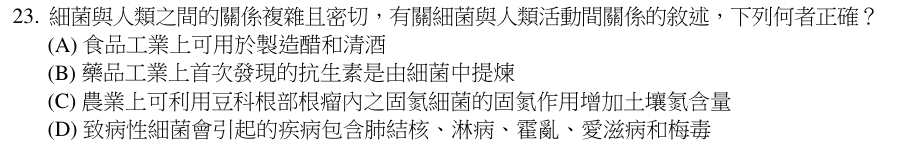 23. 細菌與人類之間的關係複雜且密切，有關細菌與人類活動間關係的敘述，下列何者正確？
(A) 食品工業上可用於製造醋和清酒
(B) 藥品工業上首次發現的抗生素是由細菌中提煉
(C) 農業上可利用豆科根部根瘤內之固氮細菌的固氮作用增加土壤氮含量
(D) 致病性細菌會引起的疾病包含肺結核、淋病、霍亂、愛滋病和梅毒